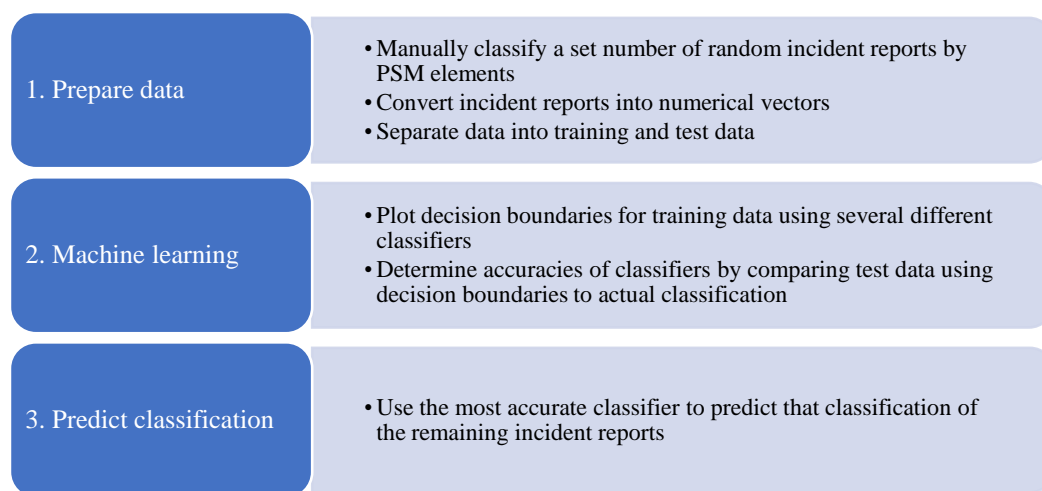 1. Prepare data
• Manually classify a set number of random incident reports by
PSM elements
• Convert incident reports into numerical vectors
• Separate data into training and test data
2. Machine learning
• Plot decision boundaries for training data using several different
classifiers
• Determine accuracies of classifiers by comparing test data using
decision boundaries to actual classification
3. Predict classification
• Use the most accurate classifier to predict that classification of
the remaining incident reports